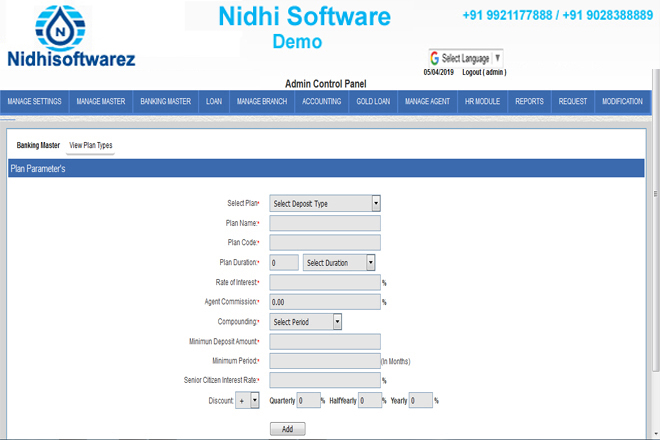 Nidhi Software
Demo
+91 9921177888 / +91 9028388889
N
Nidhisoftwarez
G Select Language ▼
05/04/2019 Logout ( admin )
Admin Control Panel
MANAGE SETTINGS MANAGE MASTER BANKING MASTER LOAN MANAGE BRANCH ACCOUNTING GOLD LOAN MANAGE AGENT HR MODULE REPORTS REQUEST MODIFICATION
Banking Master View Plan Types
Plan Parameter's
Select Plan* Select Deposit Type
Plan Name:*
Plan Code:*
Plan Duration:* 0 Select Duration
Rate of Interest:* %
Agent Commission:* 0.00 %
Compounding:* Select Period
Minimun Deposit Amount:*
Minimum Period:* (In Months)
Senior Citizen Interest Rate:* %
Discount: + Quarterly 0 % HalfYearly 0 % Yearly 0 %
Add